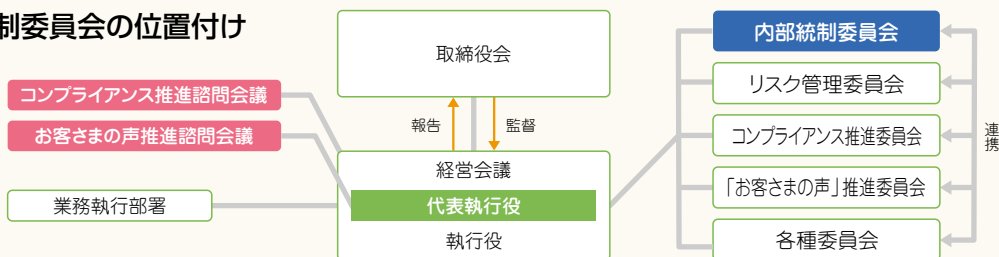 制委員会の位置付け
取締役会
コンプライアンス推進諮問会議
お客さまの声推進諮問会議
報告
監督
業務執行部署
経営会議
代表執行役
執行役
内部統制委員会
リスク管理委員会
コンプライアンス推進委員会
「お客さまの声」推進委員会
各種委員会
連携